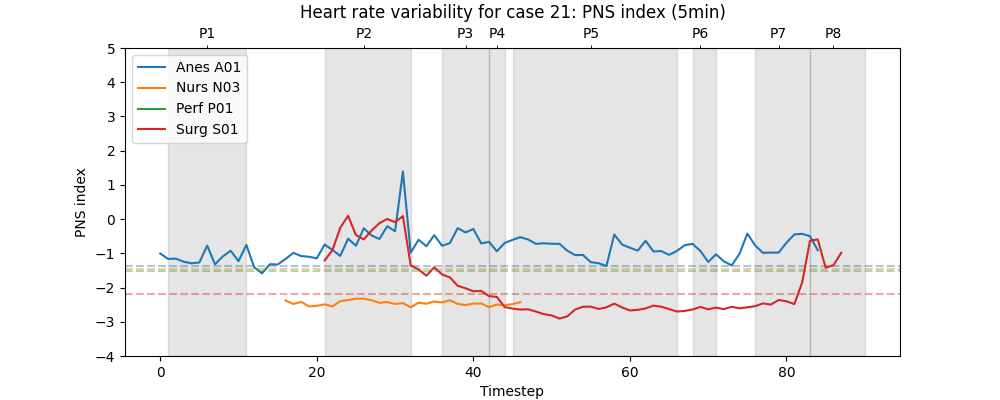 Heart rate variability for case 21: PNS index (5min)
P1 P2 P3 P4 P5 P6 P7 P8
Anes A01
Nurs N03
Perf P01
Surg S01
5
4
3
2
1
0
−1
−2
−3
−4
PNS index
0 20 40 60 80
Timestep